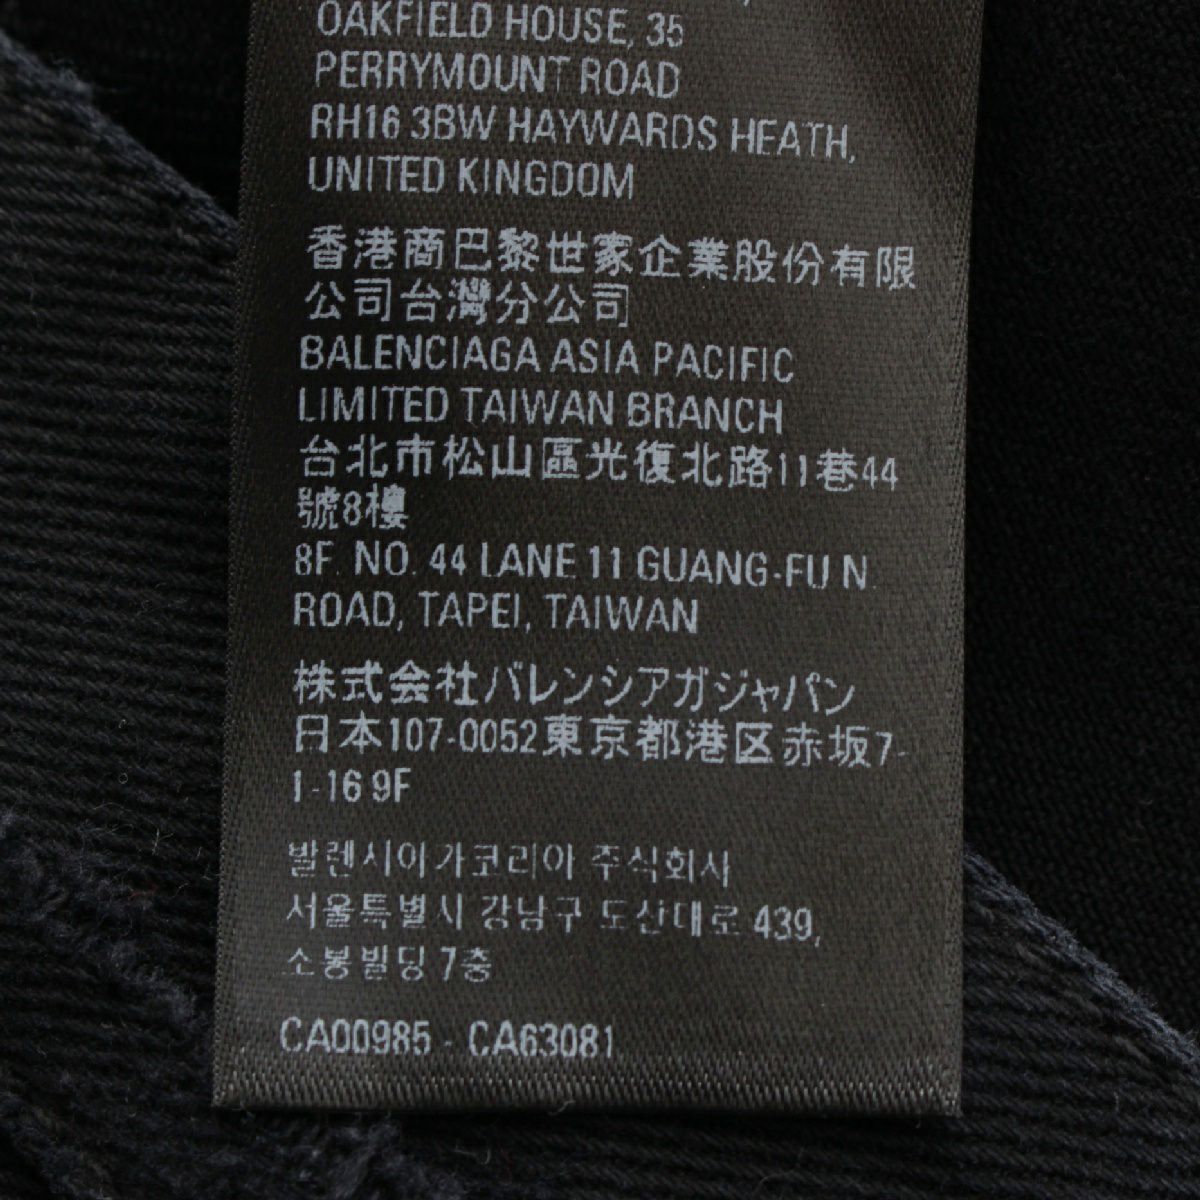 OAKFIELD HOUSE, 35
PERRYMOUNT ROAD
RH16 3BW HAYWARDS HEATH,
UNITED KINGDOM
香港商巴黎世家企業股份有限
公司台灣分公司
BALENCIAGA ASIA PACIFIC
LIMITED TAIWAN BRANCH
台北市松山區光復北路11巷44
號8樓
8F. NO. 44 LANE 11 GUANG-FU N.
ROAD, TAPEI, TAIWAN
株式会社バレンシアガジャパン
日本107-0052東京都港区赤坂7-
1-16 9F
발렌시아가코리아 주식회사
서울특별시 강남구 도산대로 439,
소봉빌딩 7층
CA00985 - CA63081